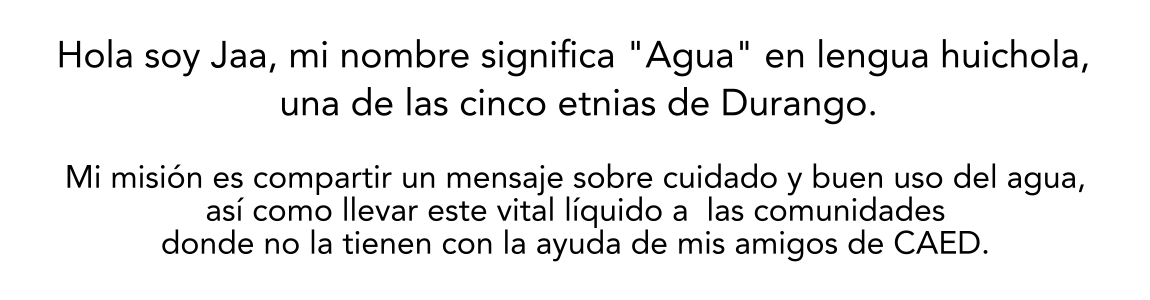 Hola soy Jaa, mi nombre significa "Agua" en lengua huichola,
una de las cinco etnias de Durango.
Mi misión es compartir un mensaje sobre cuidado y buen uso del agua,
así como llevar este vital líquido a  las comunidades
donde no la tienen con la ayuda de mis amigos de CAED.